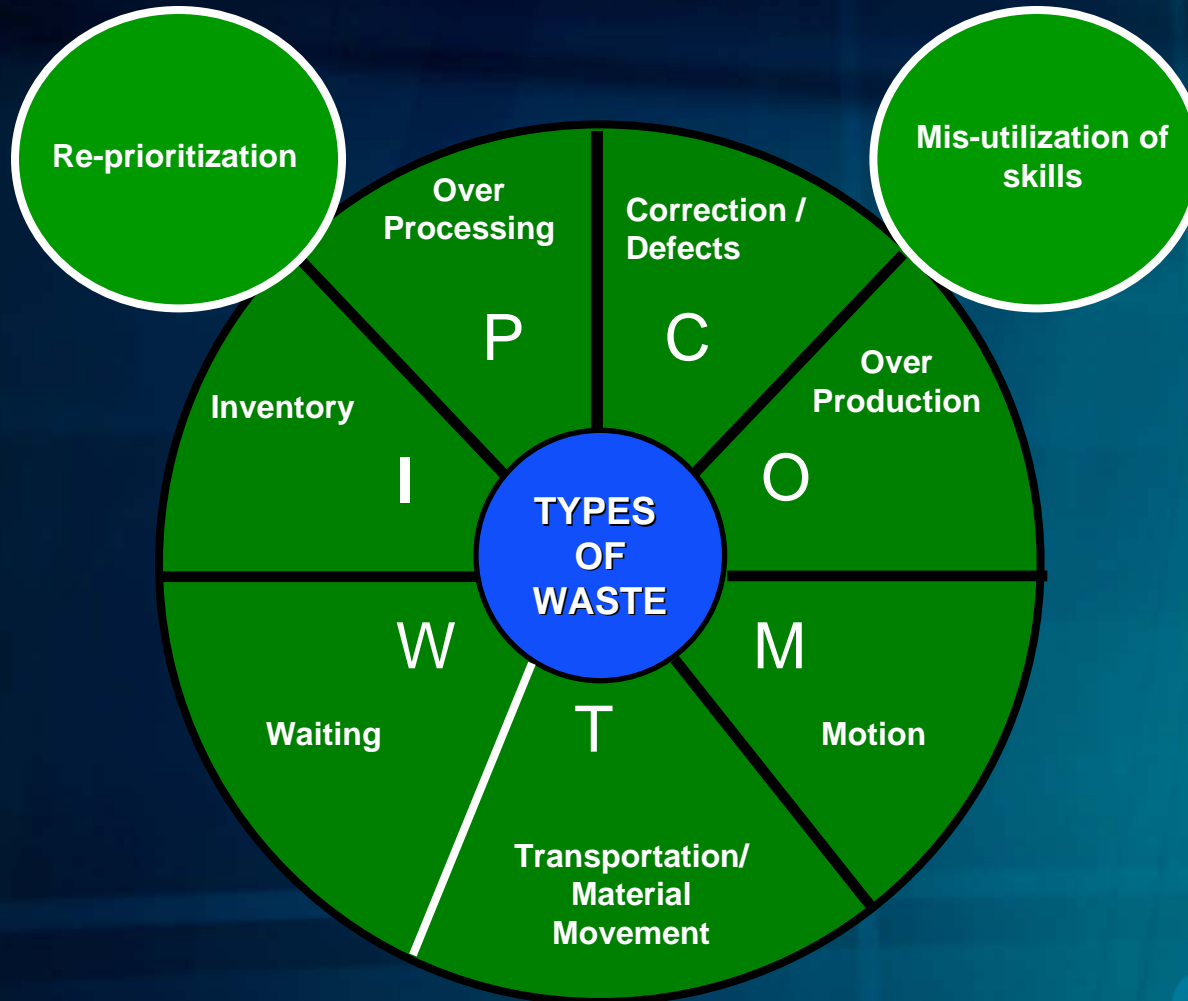 Re-prioritization
Mis-utilization of
skills
Over
Processing
P
Correction /
Defects
C
Over
Production
O
Inventory
I
TYPES
OF
WASTE
W
Waiting
M
Motion
T
Transportation/
Material
Movement